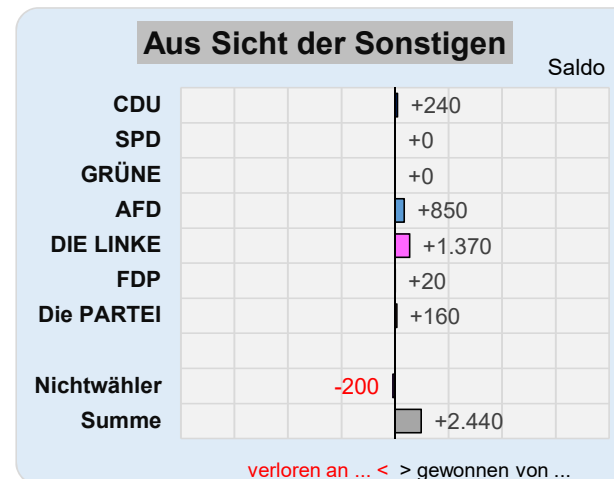 Aus Sicht der Sonstigen
Saldo
CDU +240
SPD +0
GRÜNE +0
AFD +850
DIE LINKE +1.370
FDP +20
Die PARTEI +160
Nichtwähler -200
Summe +2.440
verloren an ... < > gewonnen von ...